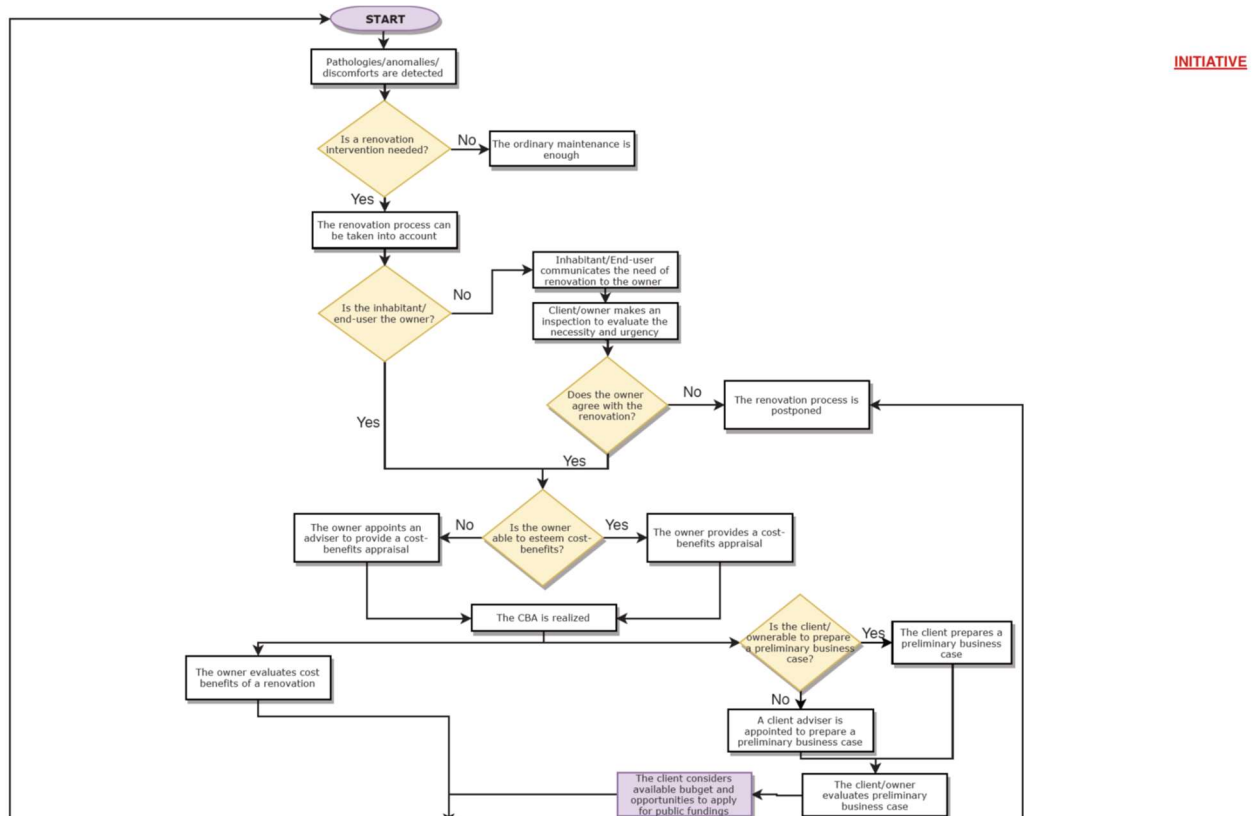 START
INITIATIVE
Pathologies/anomalies/
discomforts are detected
Is a renovation
intervention needed?
No
The ordinary maintenance is
enough
Yes
The renovation process can
be taken into account
Is the inhabitant/
end-user the owner?
No
Inhabitant/End-user
communicates the need of
renovation to the owner
Client/owner makes an
inspection to evaluate the
necessity and urgency
Does the owner
agree with the
renovation?
No
The renovation process is
postponed
Yes
Yes
Is the owner
able to esteem cost-
benefits?
No
The owner appoints an
adviser to provide a cost-
benefits appraisal
Yes
The owner provides a cost-
benefits appraisal
The CBA is realized
The owner evaluates cost
benefits of a renovation
Is the client/
ownerable to prepare
a preliminary business
case?
Yes
The client prepares a
preliminary business
case
No
A client adviser is
appointed to prepare a
preliminary business case
The client/owner
evaluates preliminary
business case
The client considers
available budget and
opportunities to apply
for public fundings